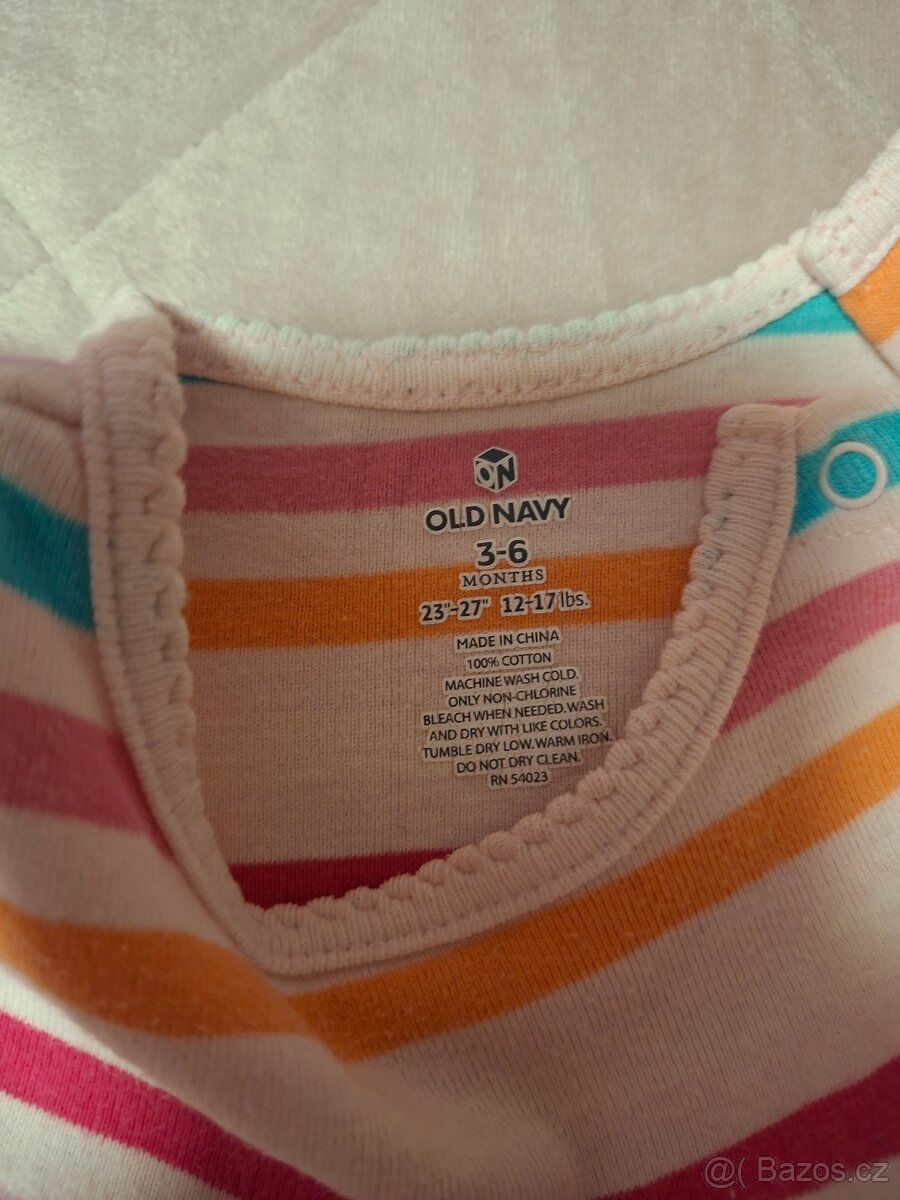 ON
OLD NAVY
3-6
MONTHS
23"-27" 12-17 lbs.
MADE IN CHINA
100% COTTON
MACHINE WASH COLD.
ONLY NON-CHLORINE
BLEACH WHEN NEEDED. WASH
AND DRY WITH LIKE COLORS.
TUMBLE DRY LOW. WARM IRON.
DO NOT DRY CLEAN.
RN 54023
@( Bazos.cz